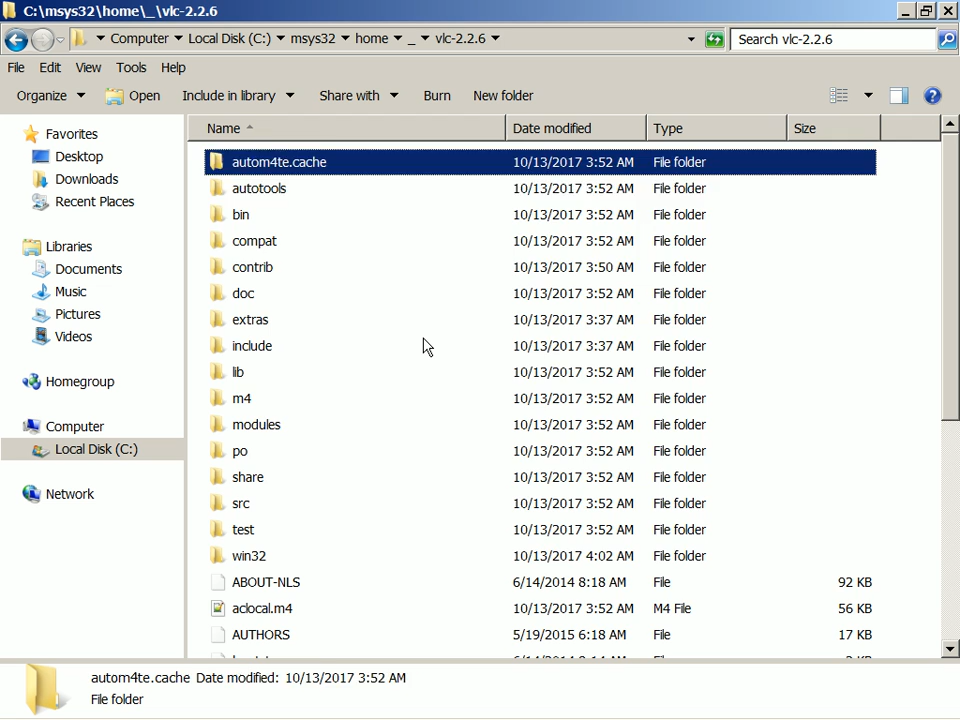 C:\msys32\home\_\vlc-2.2.6
Computer Local Disk (C:) msys32 home _ vlc-2.2.6 Search vlc-2.2.6
File Edit View Tools Help
Organize Open Include in library Share with Burn New folder
Favorites
Desktop
Downloads
Recent Places
Libraries
Documents
Music
Pictures
Videos
Homegroup
Computer
Local Disk (C:)
Network
Name Date modified Type Size
autom4te.cache 10/13/2017 3:52 AM File folder
autotools 10/13/2017 3:52 AM File folder
bin 10/13/2017 3:52 AM File folder
compat 10/13/2017 3:52 AM File folder
contrib 10/13/2017 3:50 AM File folder
doc 10/13/2017 3:52 AM File folder
extras 10/13/2017 3:37 AM File folder
include 10/13/2017 3:37 AM File folder
lib 10/13/2017 3:52 AM File folder
m4 10/13/2017 3:52 AM File folder
modules 10/13/2017 3:52 AM File folder
po 10/13/2017 3:52 AM File folder
share 10/13/2017 3:52 AM File folder
src 10/13/2017 3:52 AM File folder
test 10/13/2017 3:52 AM File folder
win32 10/13/2017 4:02 AM File folder
ABOUT-NLS 6/14/2014 8:18 AM File 92 KB
aclocal.m4 10/13/2017 3:52 AM M4 File 56 KB
AUTHORS 5/19/2015 6:18 AM File 17 KB
autom4te.cache Date modified: 10/13/2017 3:52 AM
File folder